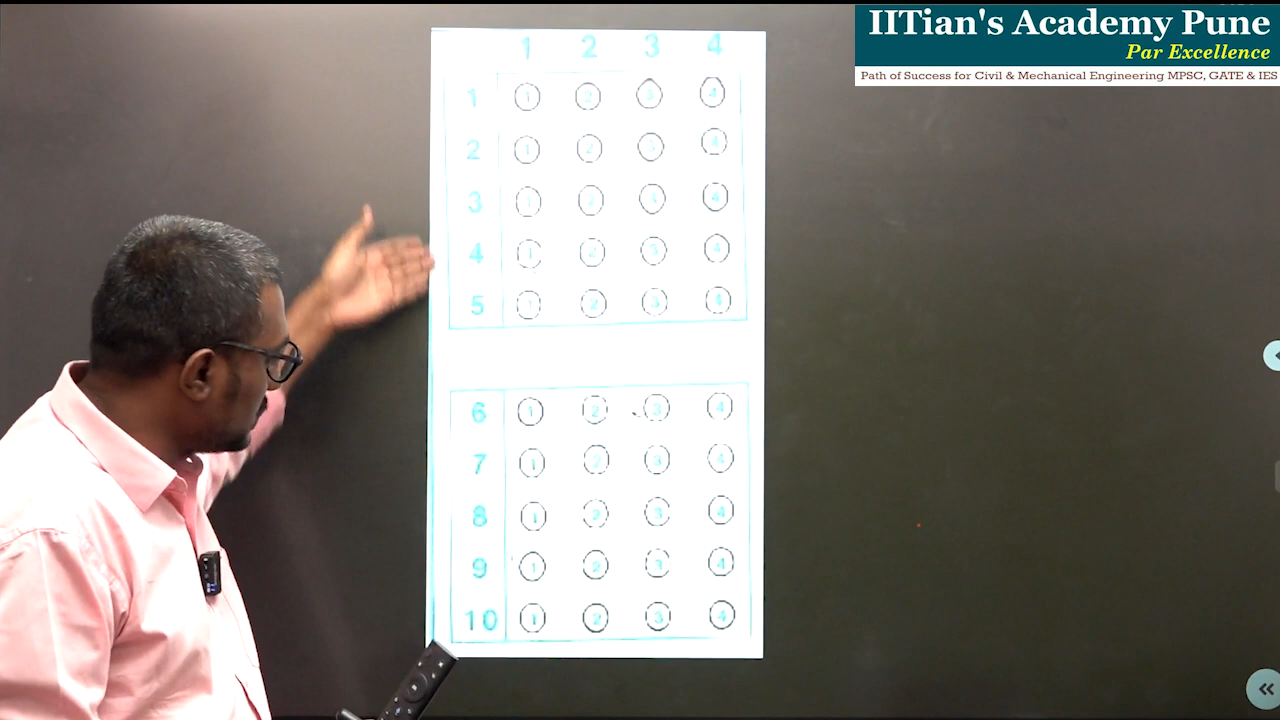 IITian's Academy Pune
Par Excellence
Path of Success for Civil & Mechanical Engineering MPSC, GATE & IES
1 2 3 4
1 1 2 3 4
2 1 2 3 4
3 1 2 3 4
4 1 2 3 4
5 1 2 3 4
6 1 2 3 4
7 1 2 3 4
8 1 2 3 4
9 1 2 3 4
10 1 2 3 4